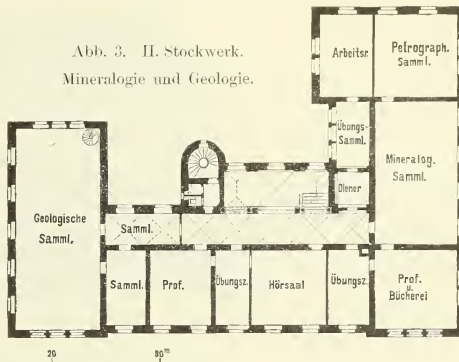 Abb. 3. II. Stockwerk.
Mineralogie und Geologie.
Arbeitsr.
Petrograph.
Samml.
Übungs-
Samml.
Mineralog.
Samml.
Diener
Geologische
Samml.
Samml.
Samml.
Prof.
Übungsz.
Hörsaal
Übungsz.
Prof.
u.
Bücherei
20
30m